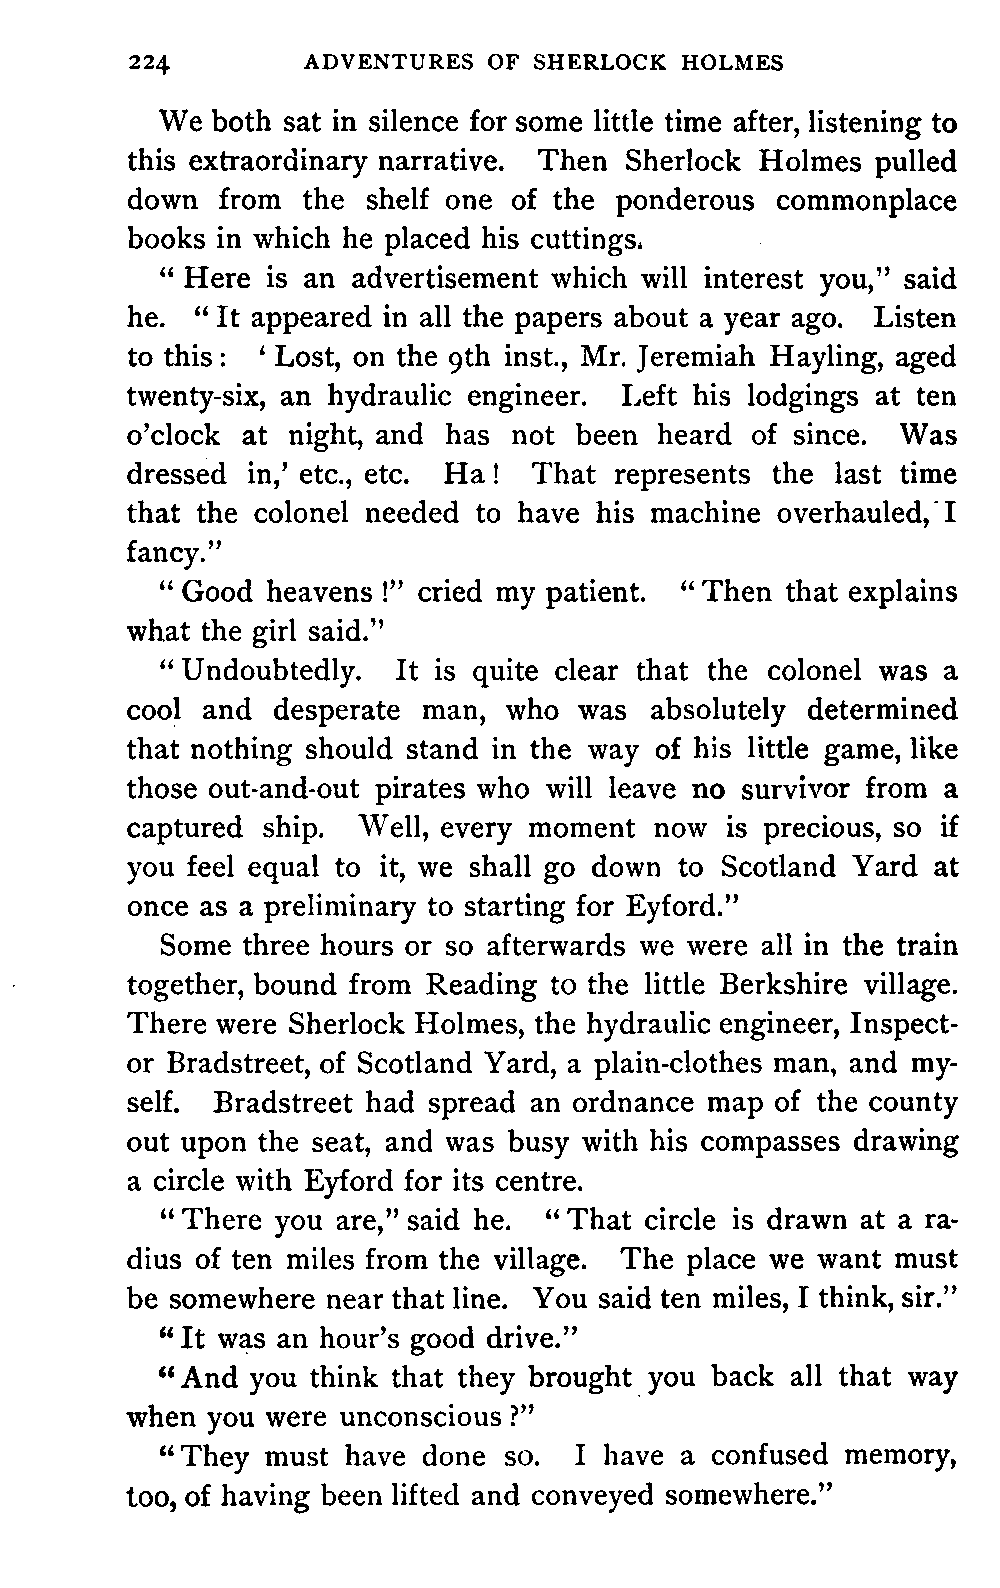 224 ADVENTURES OF SHERLOCK HOLMES
We both sat in silence for some little time after, listening to
this extraordinary narrative. Then Sherlock Holmes pulled
down from the shelf one of the ponderous commonplace
books in which he placed his cuttings.
“ Here is an advertisement which will interest you,” said
he. “ It appeared in all the papers about a year ago. Listen
to this : ‘ Lost, on the 9th inst., Mr. Jeremiah Hayling, aged
twenty-six, an hydraulic engineer. Left his lodgings at ten
o’clock at night, and has not been heard of since. Was
dressed in,’ etc., etc. Ha ! That represents the last time
that the colonel needed to have his machine overhauled, I
fancy.”
“ Good heavens !” cried my patient. “ Then that explains
what the girl said.”
“ Undoubtedly. It is quite clear that the colonel was a
cool and desperate man, who was absolutely determined
that nothing should stand in the way of his little game, like
those out-and-out pirates who will leave no survivor from a
captured ship. Well, every moment now is precious, so if
you feel equal to it, we shall go down to Scotland Yard at
once as a preliminary to starting for Eyford.”
Some three hours or so afterwards we were all in the train
together, bound from Reading to the little Berkshire village.
There were Sherlock Holmes, the hydraulic engineer, Inspect-
or Bradstreet, of Scotland Yard, a plain-clothes man, and my-
self. Bradstreet had spread an ordnance map of the county
out upon the seat, and was busy with his compasses drawing
a circle with Eyford for its centre.
“ There you are,” said he. “ That circle is drawn at a ra-
dius of ten miles from the village. The place we want must
be somewhere near that line. You said ten miles, I think, sir.”
“ It was an hour’s good drive.”
“ And you think that they brought you back all that way
when you were unconscious ?”
“ They must have done so. I have a confused memory,
too, of having been lifted and conveyed somewhere.”